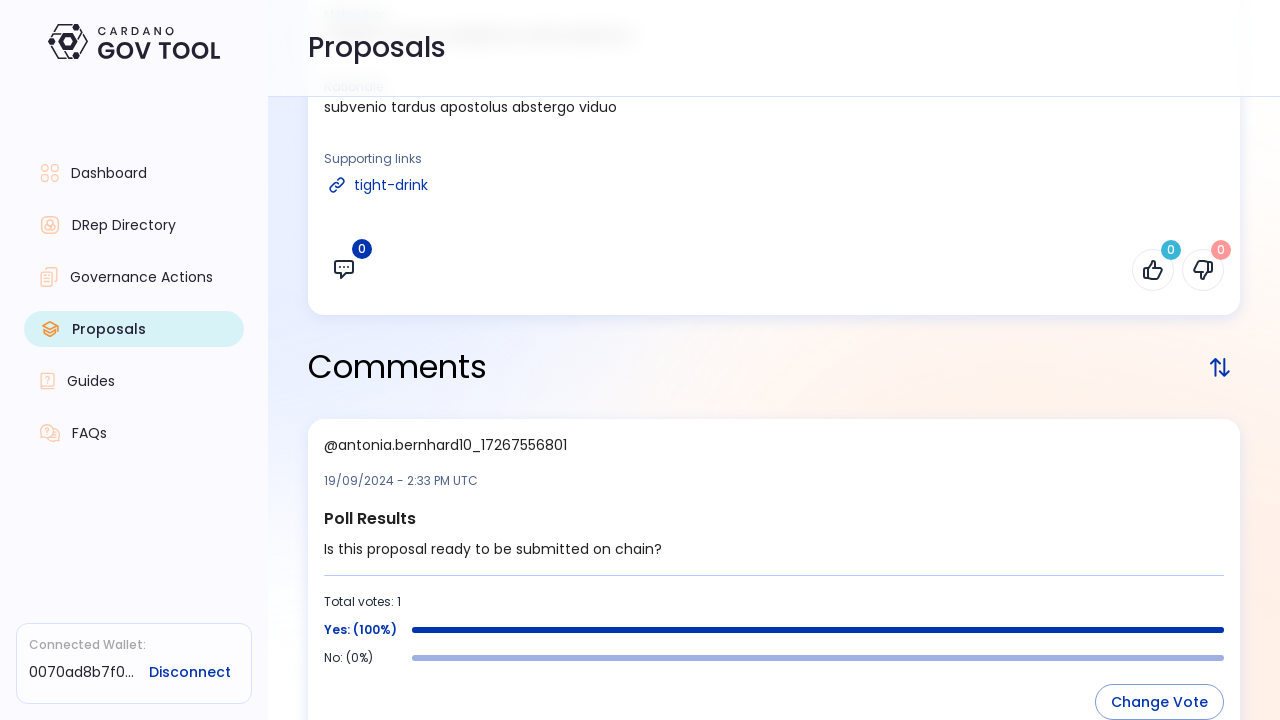 CARDANO
GOV TOOL
Dashboard
DRep Directory
Governance Actions
Proposals
Guides
FAQs
Connected Wallet:
0070ad8b7f0...
Disconnect
Proposals
subvenio tardus apostolus abstergo viduo
Supporting links
tight-drink
0
0
0
Comments
@antonia.bernhard10_17267556801
19/09/2024 - 2:33 PM UTC
Poll Results
Is this proposal ready to be submitted on chain?
Total votes: 1
Yes: (100%)
No: (0%)
Change Vote